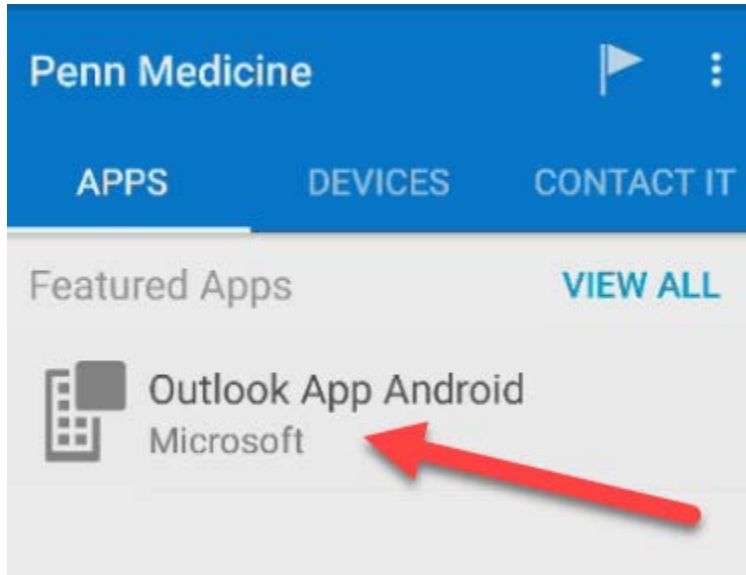 Penn Medicine
APPS DEVICES CONTACT IT
Featured Apps VIEW ALL
Outlook App Android
Microsoft